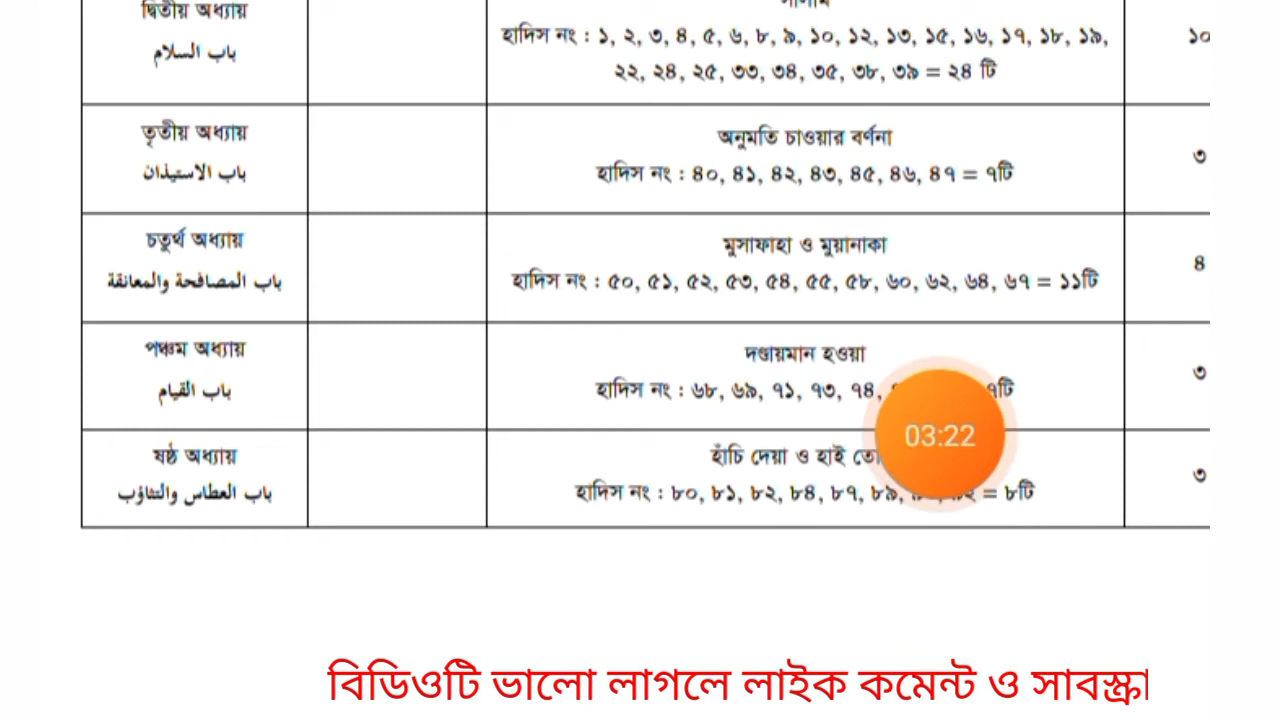 দ্বিতীয় অধ্যায়
باب السلام
সালাম
হাদিস নং : ১, ২, ৩, ৪, ৫, ৬, ৮, ৯, ১০, ১২, ১৩, ১৫, ১৬, ১৭, ১৮, ১৯,
২২, ২৪, ২৫, ৩৩, ৩৪, ৩৫, ৩৮, ৩৯ = ২৪ টি
১০
তৃতীয় অধ্যায়
باب الاستيذان
অনুমতি চাওয়ার বর্ণনা
হাদিস নং : ৪০, ৪১, ৪২, ৪৩, ৪৫, ৪৬, ৪৭ = ৭টি
৩
চতুর্থ অধ্যায়
باب المصافحة والمعانقة
মুসাফাহা ও মুয়ানাকা
হাদিস নং : ৫০, ৫১, ৫২, ৫৩, ৫৪, ৫৫, ৫৮, ৬০, ৬২, ৬৪, ৬৭ = ১১টি
৪
পঞ্চম অধ্যায়
باب القيام
দণ্ডায়মান হওয়া
হাদিস নং : ৬৮, ৬৯, ৭১, ৭৩, ৭৪, ৭টি
৩
ষষ্ঠ অধ্যায়
باب العطاس والتثاؤب
হাঁচি দেয়া ও হাই
হাদিস নং : ৮০, ৮১, ৮২, ৮৪, ৮৭, ৮৯, = ৮টি
৩
03:22
বিডিওটি ভালো লাগলে লাইক কমেন্ট ও সাবস্ক্রা